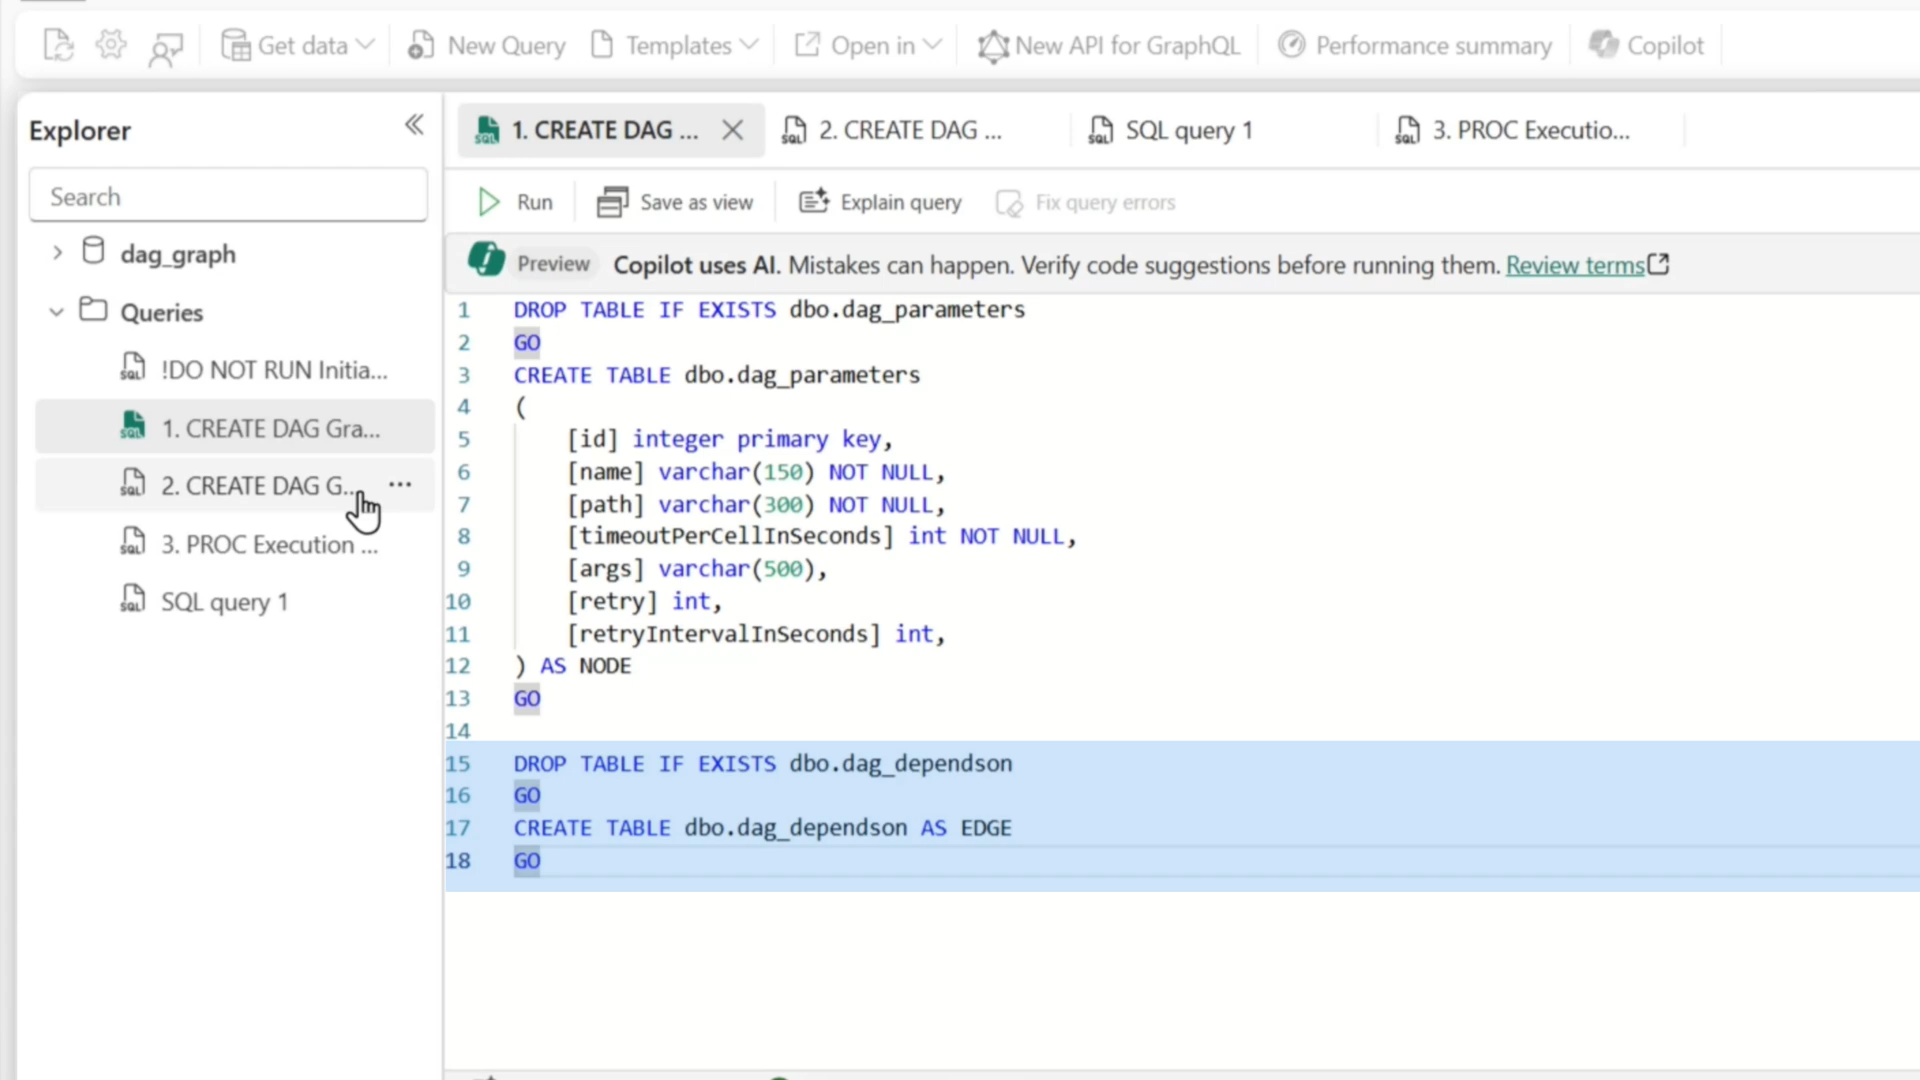 Get data
New Query
Templates
Open in
New API for GraphQL
Performance summary
Copilot
Explorer
Search
dag_graph
Queries
!DO NOT RUN Initia...
1. CREATE DAG Gra...
2. CREATE DAG G...
3. PROC Execution ...
SQL query 1
1. CREATE DAG ...
2. CREATE DAG ...
SQL query 1
3. PROC Executio...
Run
Save as view
Explain query
Fix query errors
Preview Copilot uses AI. Mistakes can happen. Verify code suggestions before running them. Review terms
1 DROP TABLE IF EXISTS dbo.dag_parameters
2 GO
3 CREATE TABLE dbo.dag_parameters
4 (
5 [id] integer primary key,
6 [name] varchar(150) NOT NULL,
7 [path] varchar(300) NOT NULL,
8 [timeoutPerCellInSeconds] int NOT NULL,
9 [args] varchar(500),
10 [retry] int,
11 [retryIntervalInSeconds] int,
12 ) AS NODE
13 GO
14
15 DROP TABLE IF EXISTS dbo.dag_dependson
16 GO
17 CREATE TABLE dbo.dag_dependson AS EDGE
18 GO